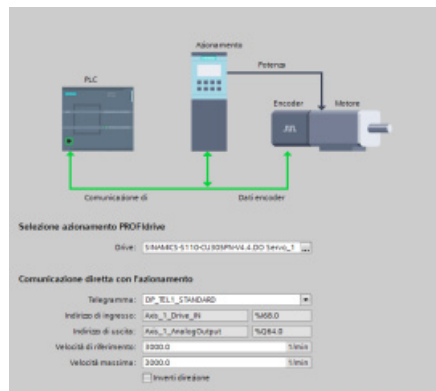 Azionamento
PLC
Potenza
Encoder
Motore
Comunicazione di
Dati encoder
Selezione azionamento PROFIdrive
Drive: SINAMICS-S110-CU305PN-V4.4.DO Servo_1 ...
Comunicazione diretta con l'azionamento
Telegramma: DP_TEL1_STANDARD
Indirizzo di ingresso: Axis_1_Drive_IN %I68.0
Indirizzo di uscita: Axis_1_AnalogOutput %Q64.0
Velocità di riferimento: 3000.0 1/min
Velocità massima: 3000.0 1/min
Inverti direzione